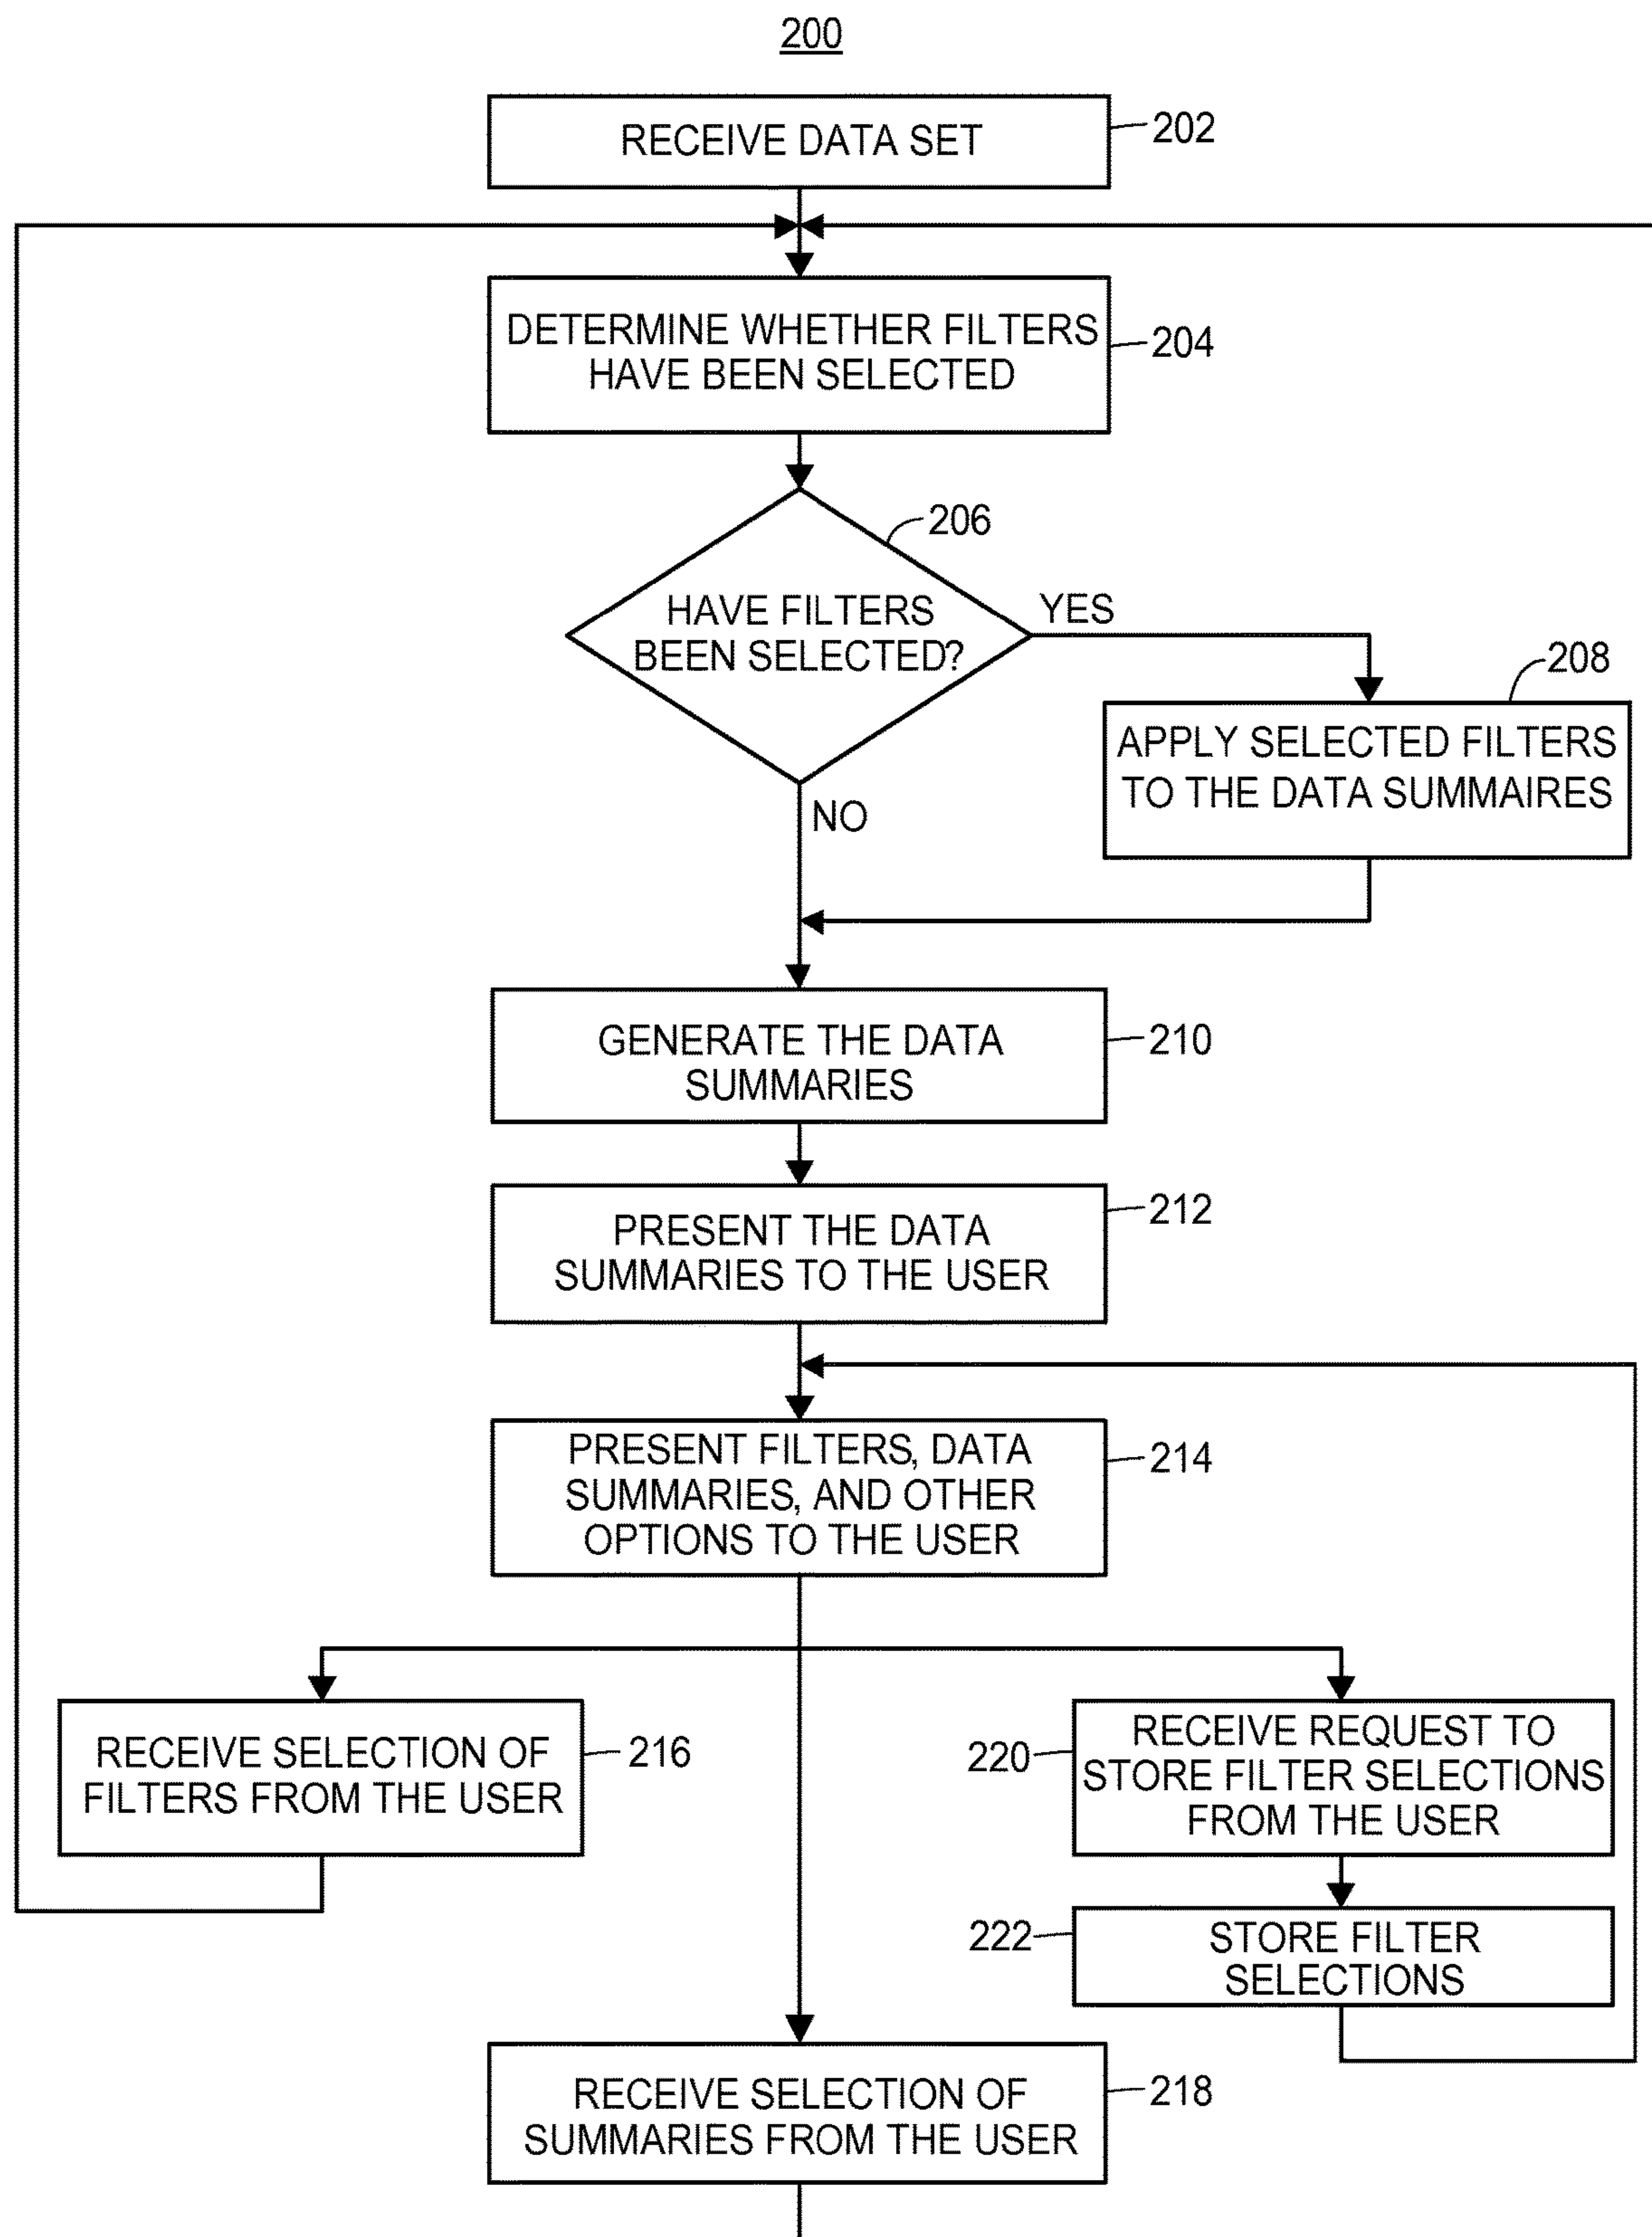 200
RECEIVE DATA SET
202
DETERMINE WHETHER FILTERS
HAVE BEEN SELECTED
204
206
HAVE FILTERS
BEEN SELECTED?
YES
208
APPLY SELECTED FILTERS
TO THE DATA SUMMAIRES
NO
GENERATE THE DATA
SUMMARIES
210
PRESENT THE DATA
SUMMARIES TO THE USER
212
PRESENT FILTERS, DATA
SUMMARIES, AND OTHER
OPTIONS TO THE USER
214
RECEIVE SELECTION OF
FILTERS FROM THE USER
216
220
RECEIVE REQUEST TO
STORE FILTER SELECTIONS
FROM THE USER
222
STORE FILTER
SELECTIONS
RECEIVE SELECTION OF
SUMMARIES FROM THE USER
218